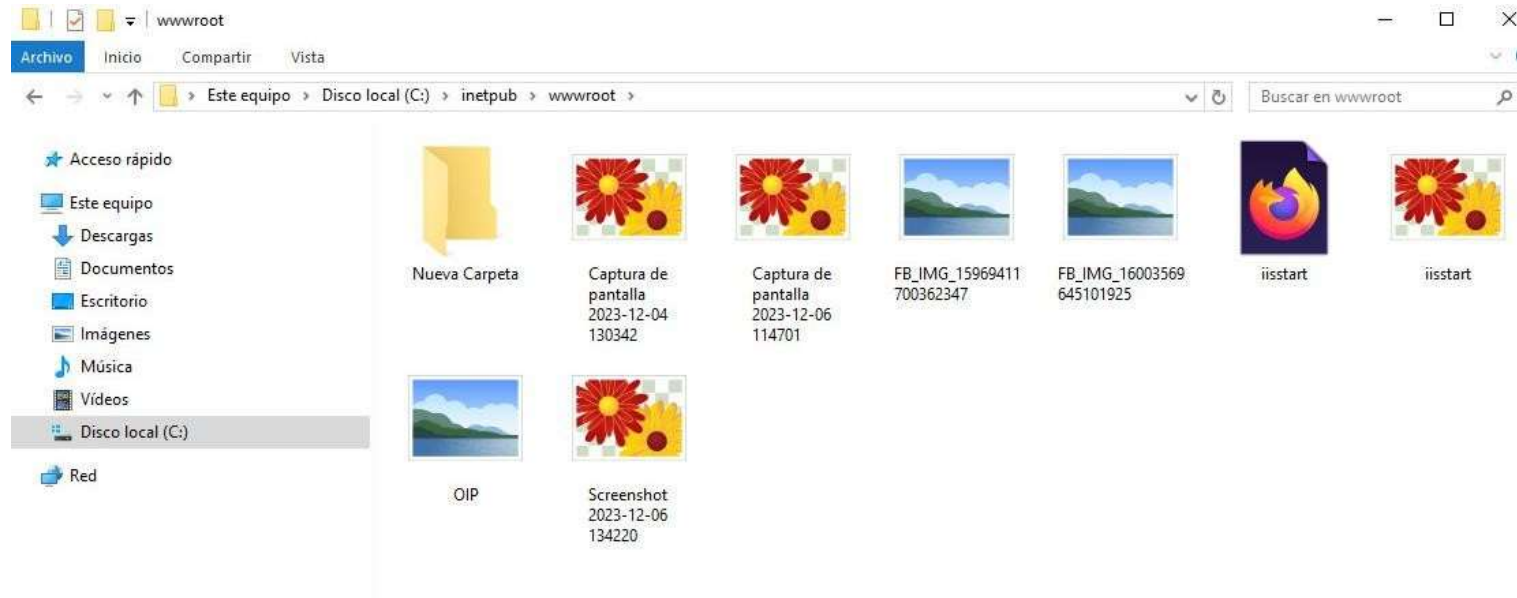 wwwroot
Archivo Inicio Compartir Vista
Este equipo Disco local (C:) inetpub wwwroot
Buscar en wwwroot
Acceso rápido
Este equipo
Descargas
Documentos
Escritorio
Imágenes
Música
Vídeos
Disco local (C:)
Red
Nueva Carpeta
Captura de
pantalla
2023-12-04
130342
Captura de
pantalla
2023-12-06
114701
FB_IMG_15969411
700362347
FB_IMG_16003569
645101925
iisstart
iisstart
OIP
Screenshot
2023-12-06
134220